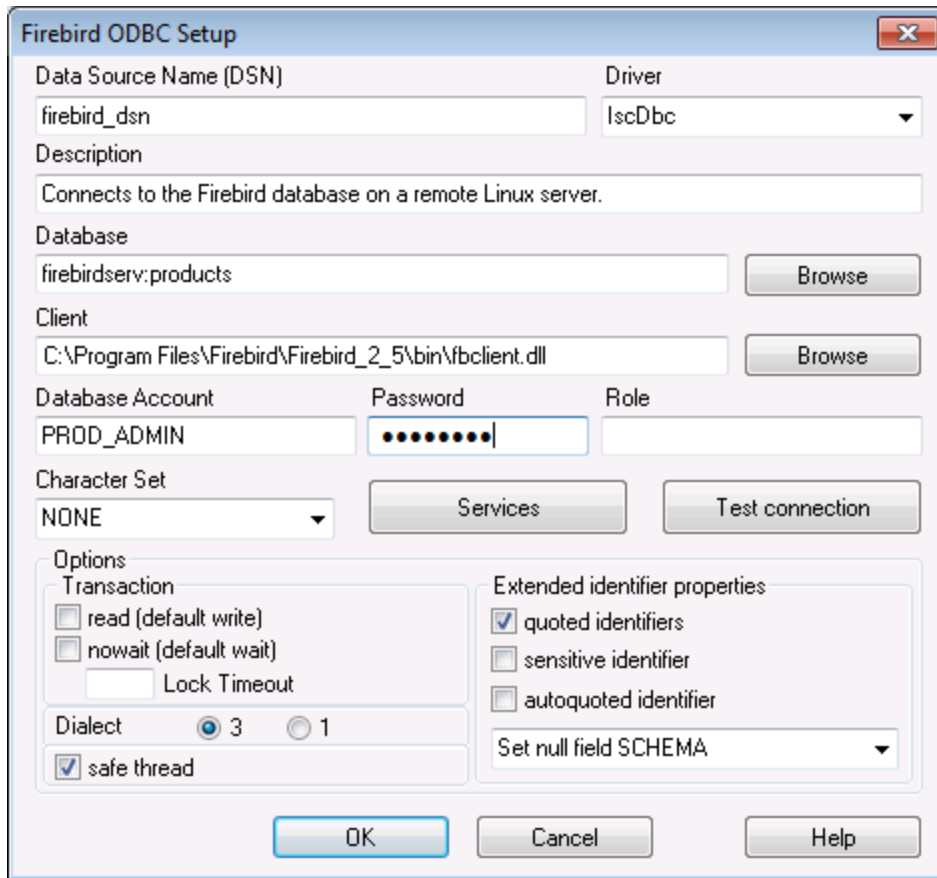 Firebird ODBC Setup
Data Source Name (DSN) Driver
firebird_dsn IscDbc
Description
Connects to the Firebird database on a remote Linux server.
Database
firebirdserv:products Browse
Client
C:\Program Files\Firebird\Firebird_2_5\bin\fbclient.dll Browse
Database Account Password Role
PROD_ADMIN ●●●●●●●●
Character Set
NONE Services Test connection
Options
Transaction Extended identifier properties
read (default write) quoted identifiers
nowait (default wait) sensitive identifier
Lock Timeout autoquoted identifier
Dialect 3 1
Set null field SCHEMA
safe thread
OK Cancel Help